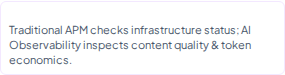 Traditional APM checks infrastructure status; AI
Observability inspects content quality & token
economics.